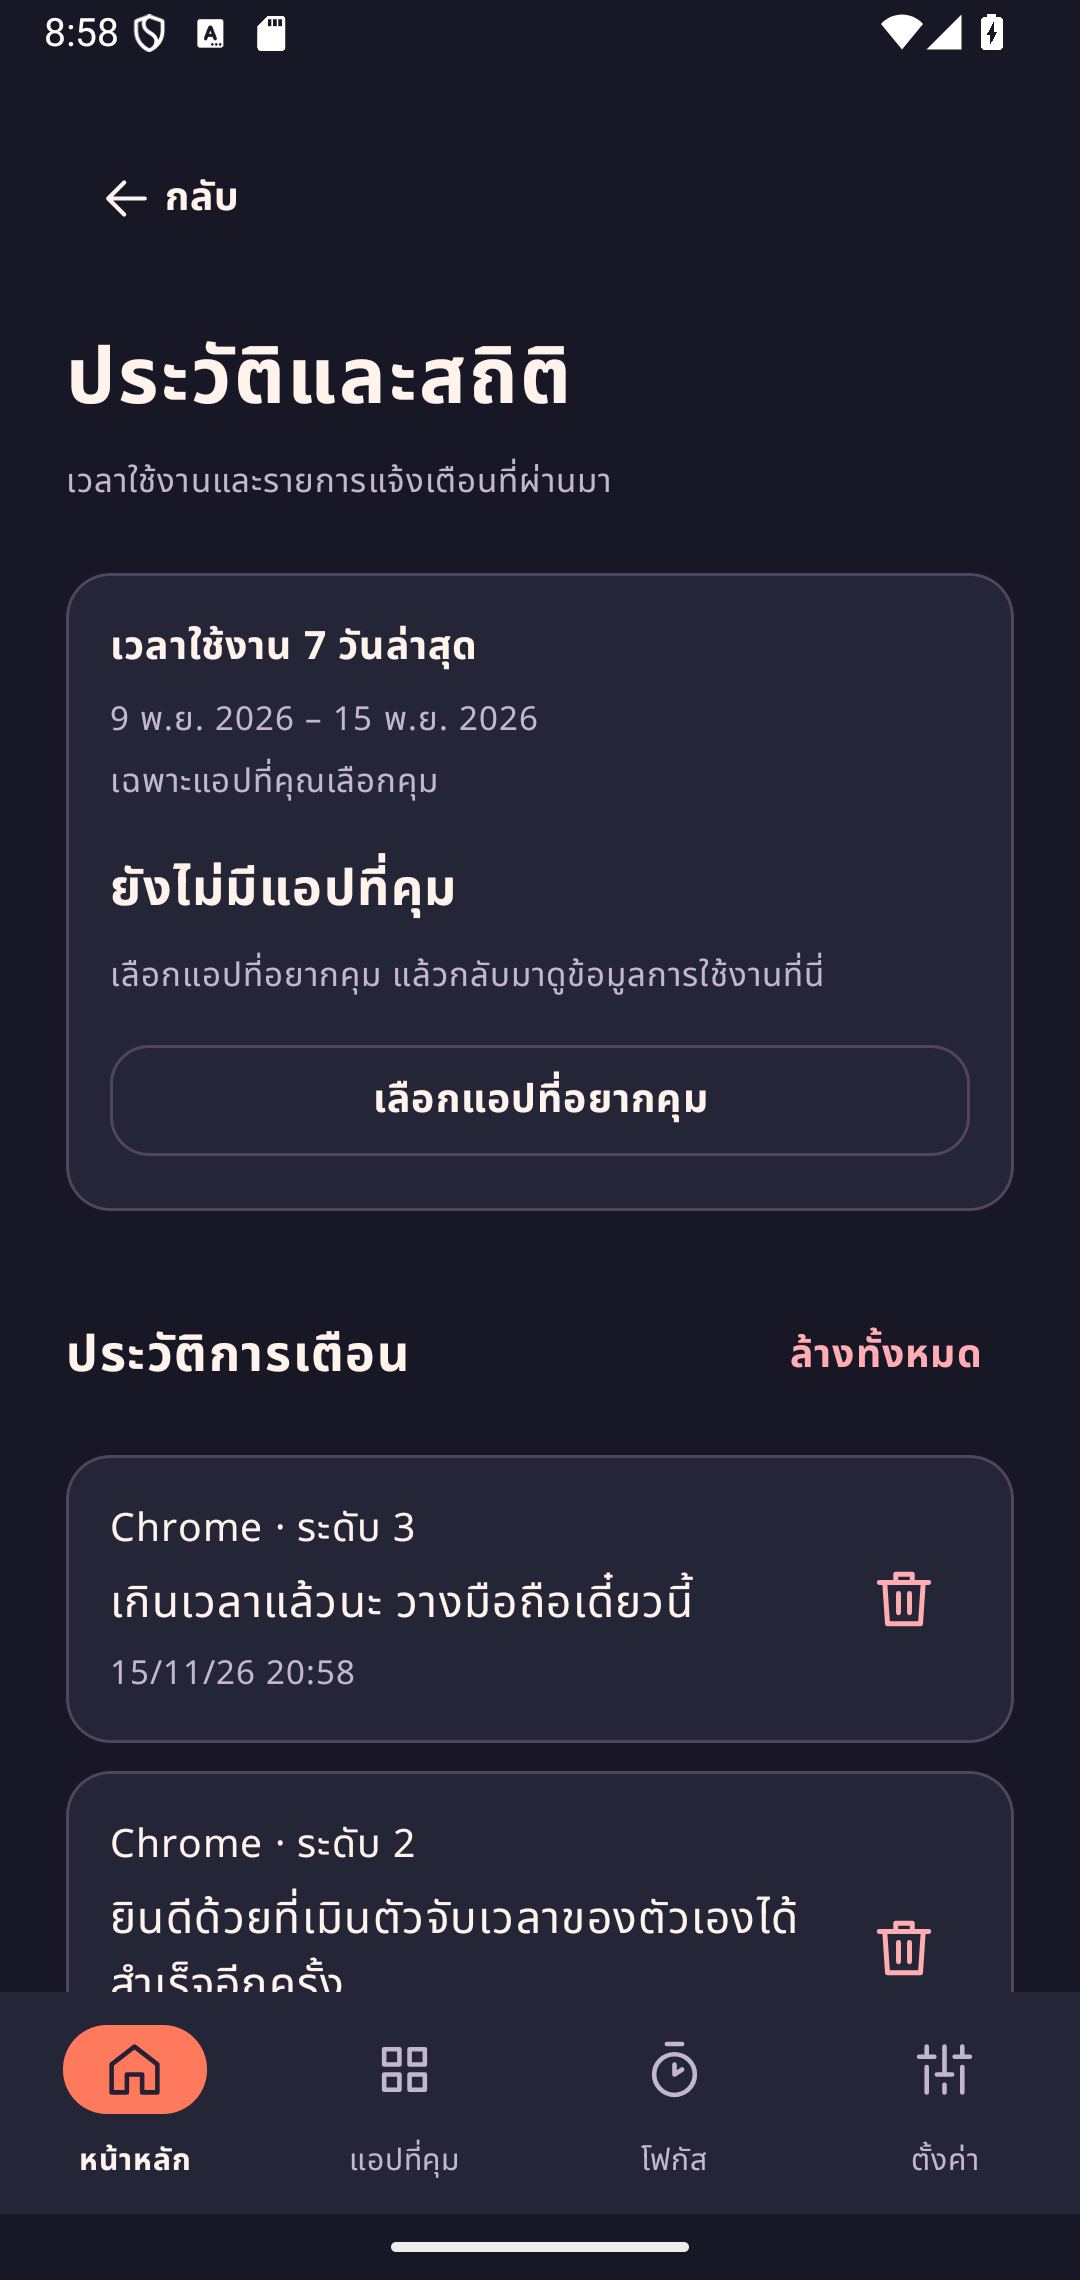 8:58
กลับ
ประวัติและสถิติ
เวลาใช้งานและรายการแจ้งเตือนที่ผ่านมา
เวลาใช้งาน 7 วันล่าสุด
9 พ.ย. 2026 – 15 พ.ย. 2026
เฉพาะแอปที่คุณเลือกคุม
ยังไม่มีแอปที่คุม
เลือกแอปที่อยากคุม แล้วกลับมาดูข้อมูลการใช้งานที่นี่
เลือกแอปที่อยากคุม
ประวัติการเตือน
ล้างทั้งหมด
Chrome · ระดับ 3
เกินเวลาแล้วนะ วางมือถือเดี๋ยวนี้
15/11/26 20:58
Chrome · ระดับ 2
ยินดีด้วยที่เมินตัวจับเวลาของตัวเองได้
สำเร็จอีกครั้ง
หน้าหลัก
แอปที่คุม
โฟกัส
ตั้งค่า